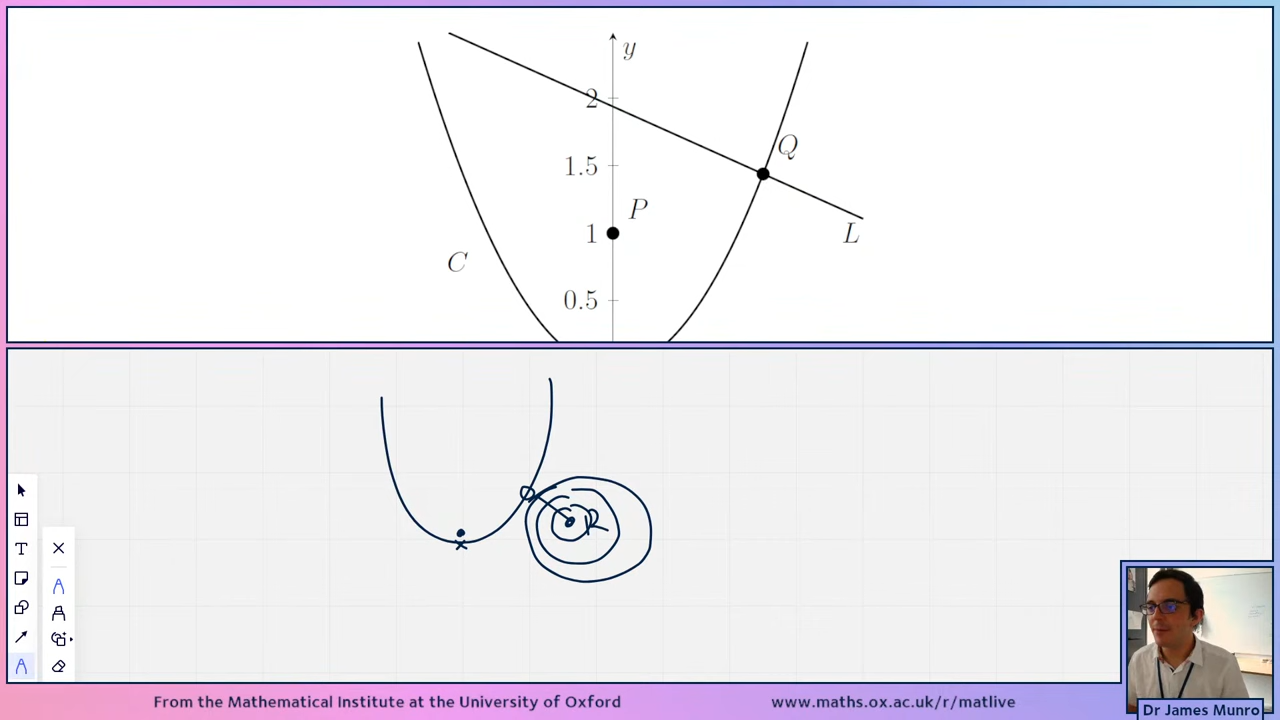 y
2
Q
1.5
P
1
L
C
0.5
R
T
From the Mathematical Institute at the University of Oxford
www.maths.ox.ac.uk/r/matlive
Dr James Munro